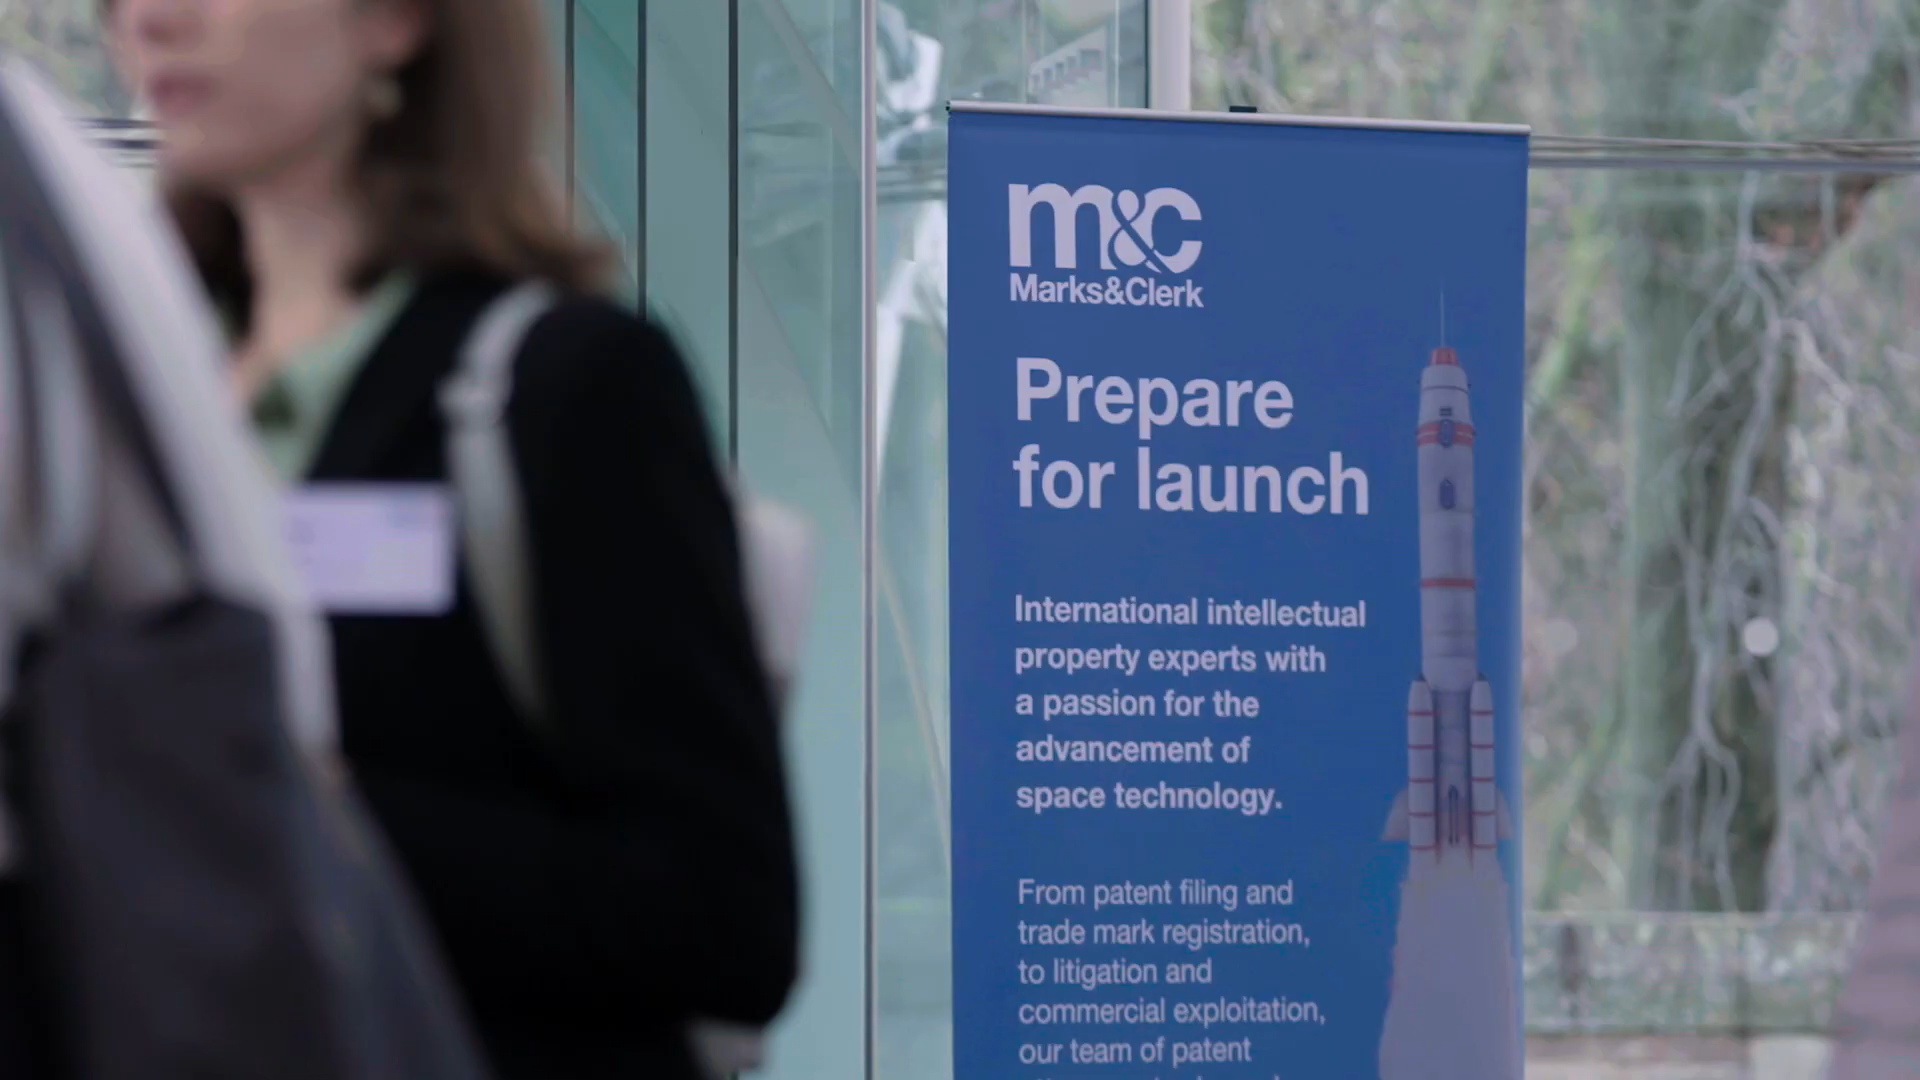 m&c
Marks&Clerk
Prepare
for launch
International intellectual
property experts with
a passion for the
advancement of
space technology.
From patent filing and
trade mark registration,
to litigation and
commercial exploitation,
our team of patent